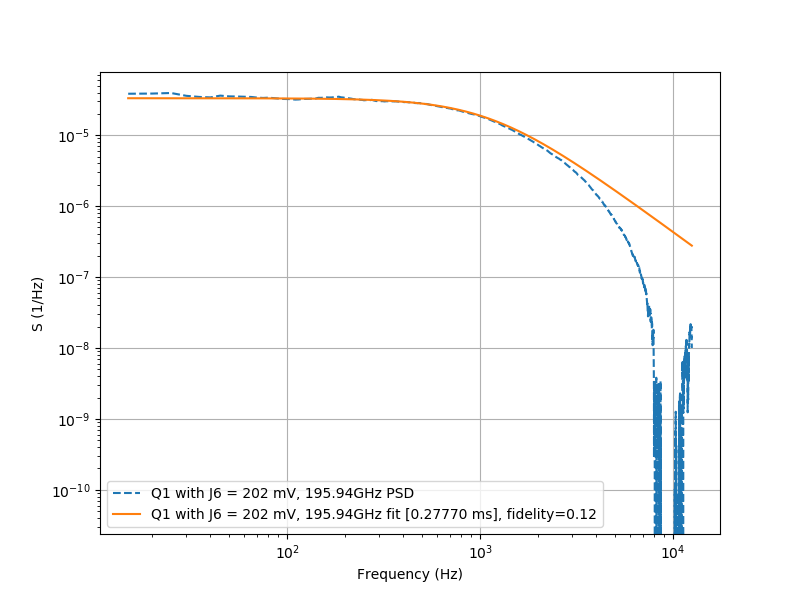 10⁻⁵
10⁻⁶
10⁻⁷
10⁻⁸
10⁻⁹
10⁻¹⁰
S (1/Hz)
Q1 with J6 = 202 mV, 195.94GHz PSD
Q1 with J6 = 202 mV, 195.94GHz fit [0.27770 ms], fidelity=0.12
10² 10³ 10⁴
Frequency (Hz)